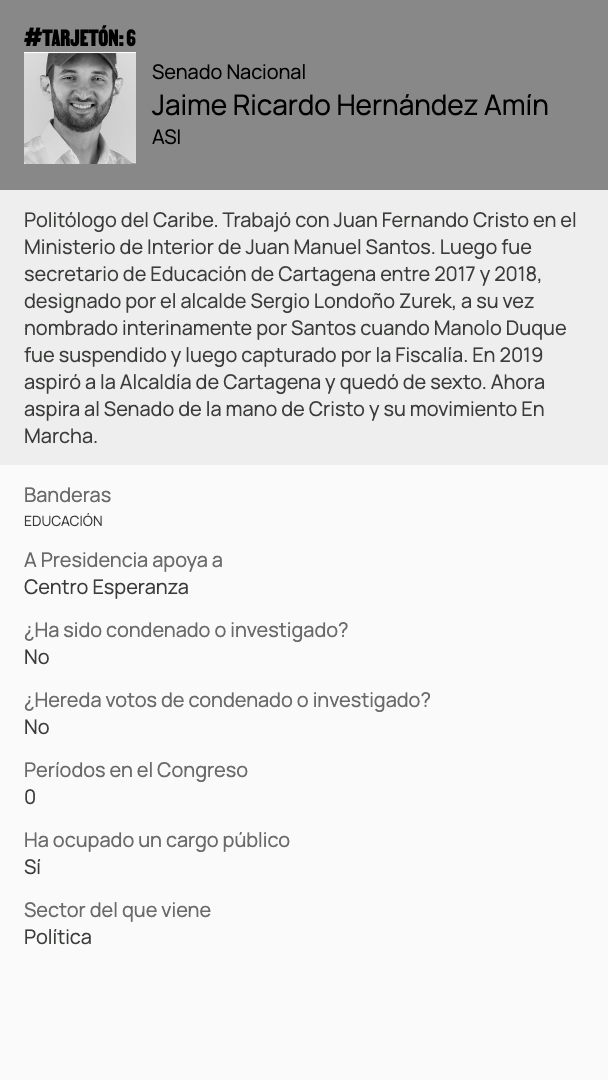 #TARJETÓN: 6
Senado Nacional
Jaime Ricardo Hernández Amín
ASI
Politólogo del Caribe. Trabajó con Juan Fernando Cristo en el
Ministerio de Interior de Juan Manuel Santos. Luego fue
secretario de Educación de Cartagena entre 2017 y 2018,
designado por el alcalde Sergio Londoño Zurek, a su vez
nombrado interinamente por Santos cuando Manolo Duque
fue suspendido y luego capturado por la Fiscalía. En 2019
aspiró a la Alcaldía de Cartagena y quedó de sexto. Ahora
aspira al Senado de la mano de Cristo y su movimiento En
Marcha.
Banderas
EDUCACIÓN
A Presidencia apoya a
Centro Esperanza
¿Ha sido condenado o investigado?
No
¿Hereda votos de condenado o investigado?
No
Períodos en el Congreso
0
Ha ocupado un cargo público
Sí
Sector del que viene
Política